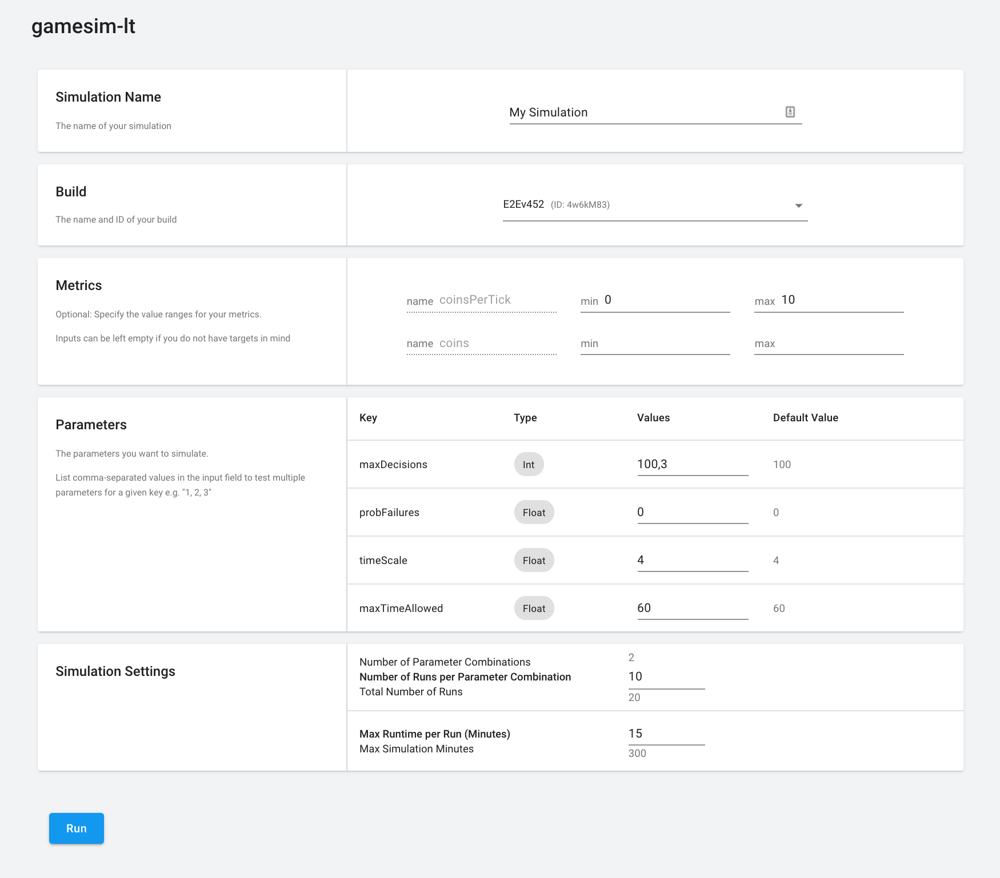 gamesim-lt
Simulation Name
The name of your simulation
My Simulation
Build
The name and ID of your build
E2Ev452 (ID: 4w6kM83)
Metrics
Optional: Specify the value ranges for your metrics.
Inputs can be left empty if you do not have targets in mind
name coinsPerTick min 0 max 10
name coins min max
Parameters
The parameters you want to simulate.
List comma-separated values in the input field to test multiple
parameters for a given key e.g. "1, 2, 3"
Key Type Values Default Value
maxDecisions Int 100,3 100
probFailures Float 0 0
timeScale Float 4 4
maxTimeAllowed Float 60 60
Simulation Settings
Number of Parameter Combinations 2
Number of Runs per Parameter Combination 10
Total Number of Runs 20
Max Runtime per Run (Minutes) 15
Max Simulation Minutes 300
Run